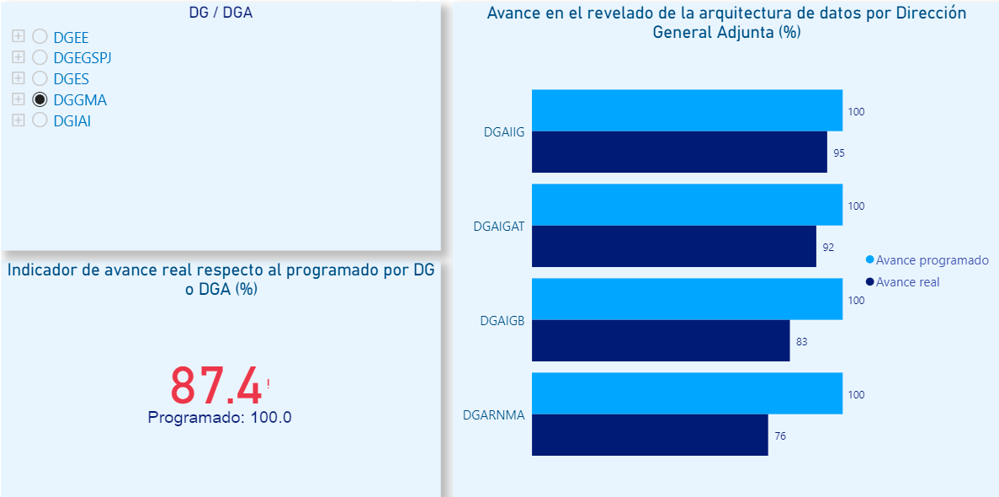 DG / DGA
DGEE
DGEGSPJ
DGES
DGGMA
DGIAI
Indicador de avance real respecto al programado por DG
o DGA (%)
87.4!
Programado: 100.0
Avance en el revelado de la arquitectura de datos por Dirección
General Adjunta (%)
DGAIIG
100
95
DGAIGAT
100
92
DGAIGB
100
83
DGARNMA
100
76
Avance programado
Avance real